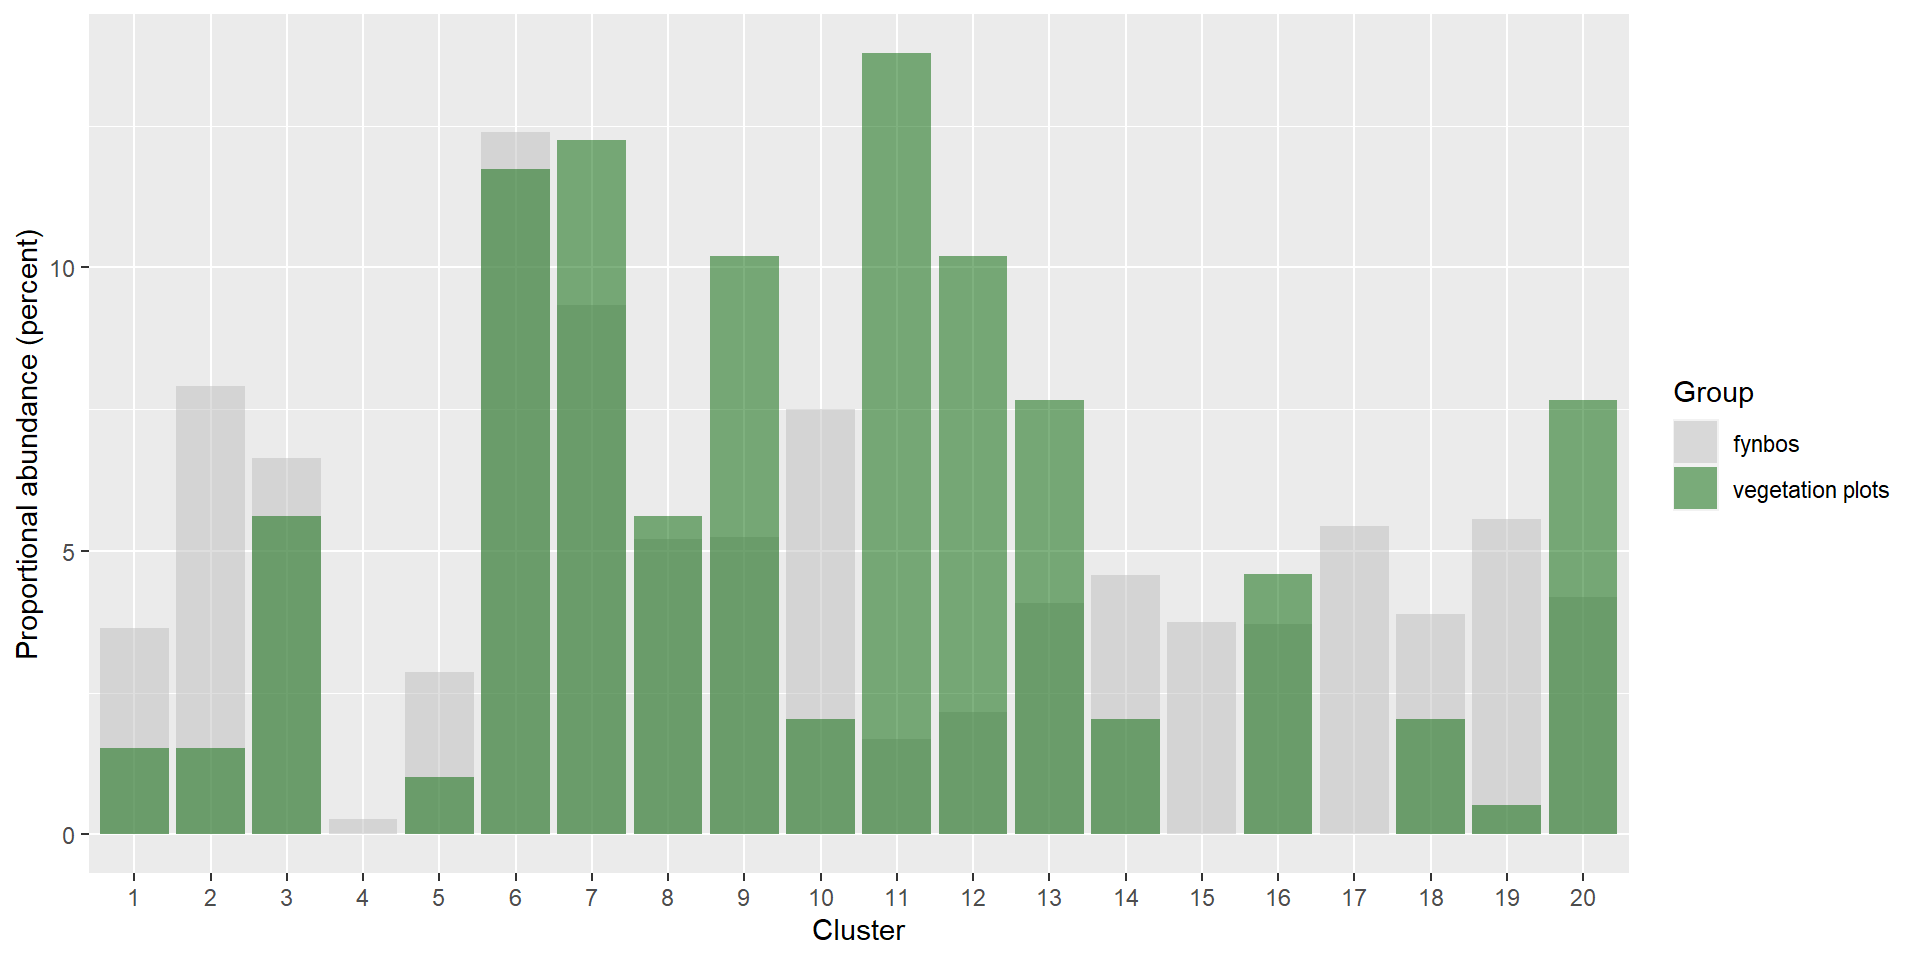 Proportional abundance (percent)
10
5
0
1 2 3 4 5 6 7 8 9 10 11 12 13 14 15 16 17 18 19 20
Cluster
Group
fynbos
vegetation plots